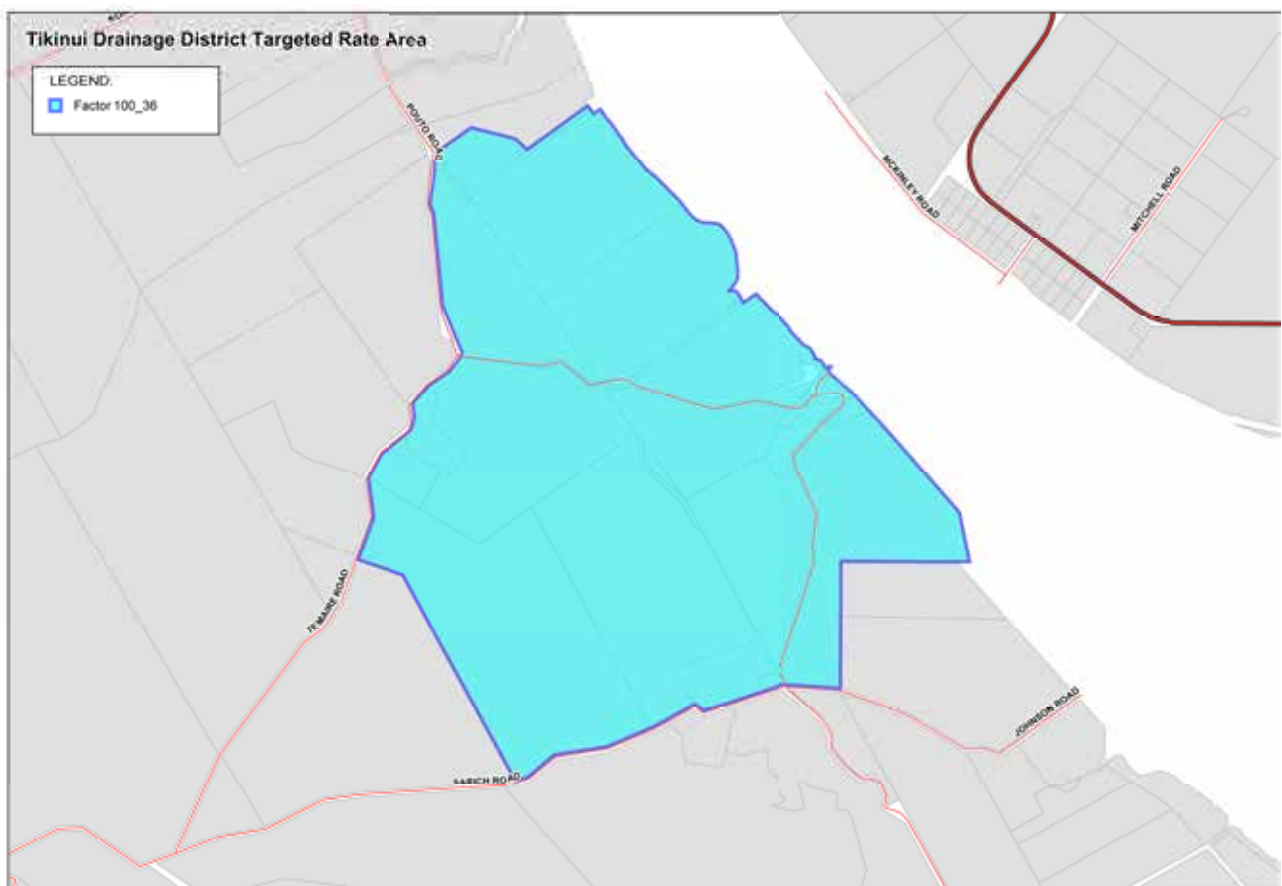 Tikinui Drainage District Targeted Rate Area
LEGEND:
Factor 100_36
POUTO ROAD
MCKINLEY ROAD
MITCHELL ROAD
TE MAIRE ROAD
JOHNSON ROAD
SARICH ROAD